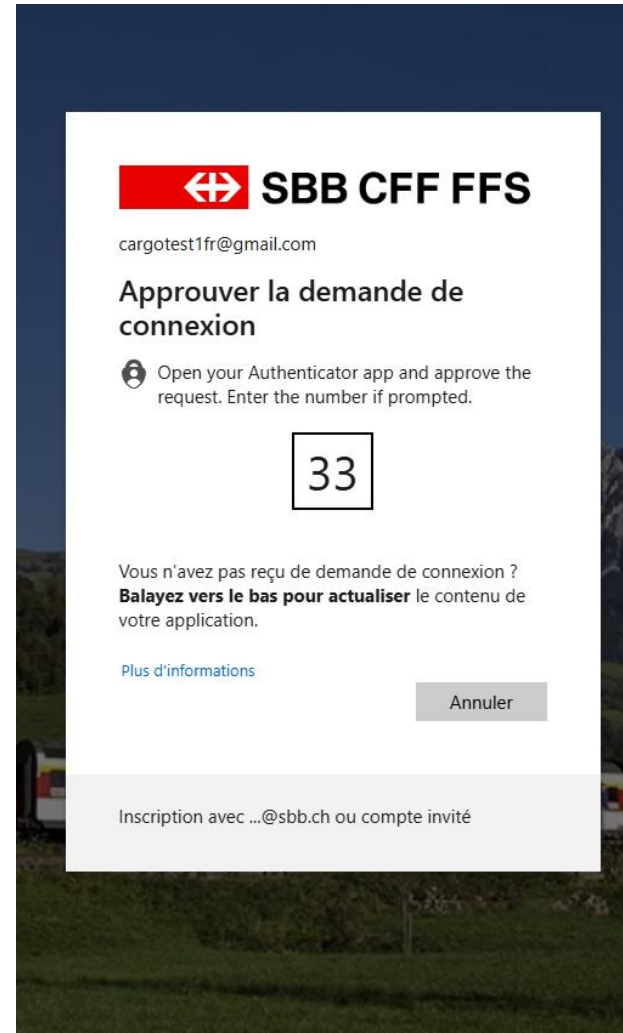 SBB CFF FFS
cargotest1fr@gmail.com
Approuver la demande de
connexion
Open your Authenticator app and approve the
request. Enter the number if prompted.
33
Vous n'avez pas reçu de demande de connexion ?
Balayez vers le bas pour actualiser le contenu de
votre application.
Plus d'informations
Annuler
Inscription avec ...@sbb.ch ou compte invité